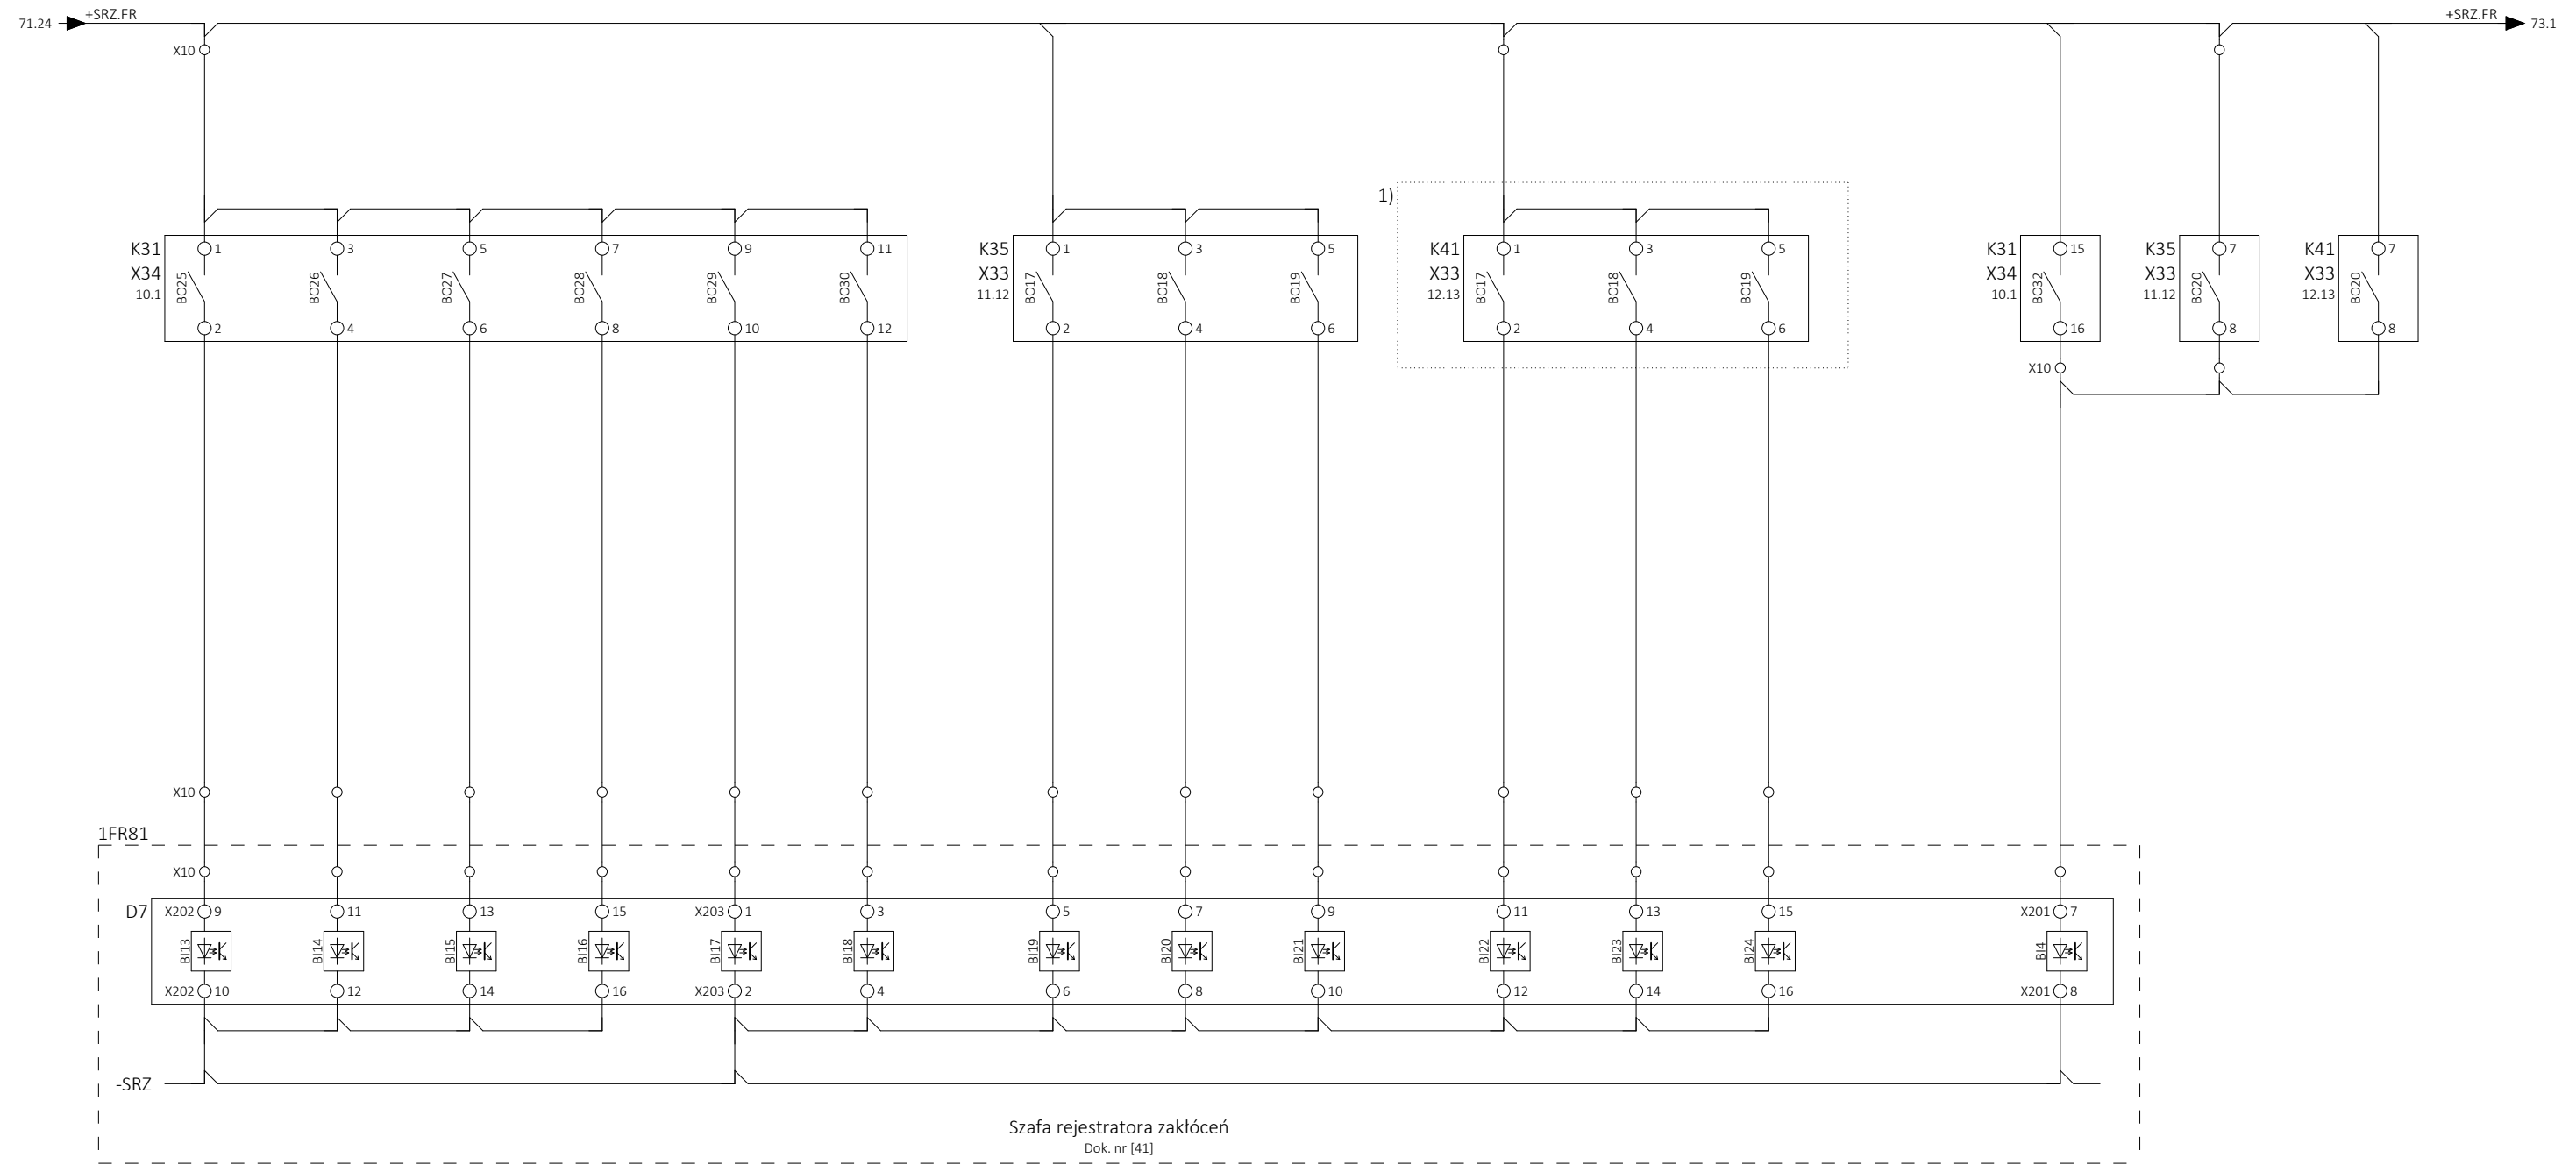 71.24 +SRZ.FR +SRZ.FR 73.1
X10
1)
K31 1 3 5 7 9 11 K35 1 3 5 K41 1 3 5 K31 15 K35 7 K41 7
X34 X33 X33 X34 X33 X33
10.1 BO25 BO26 BO27 BO28 BO29 BO30 11.12 BO17 BO18 BO19 12.13 BO17 BO18 BO19 10.1 BO32 11.12 BO20 12.13 BO20
2 4 6 8 10 12 2 4 6 2 4 6 16 8 8
X10
X10
1FR81
X10
D7 X202 9 11 13 15 X203 1 3 5 7 9 11 13 15 X201 7
BI13 BI14 BI15 BI16 BI17 BI18 BI19 BI20 BI21 BI22 BI23 BI24 BI4
X202 10 12 14 16 X203 2 4 6 8 10 12 14 16 X201 8
-SRZ
Szafa rejestratora zakłóceń
Dok. nr [41]